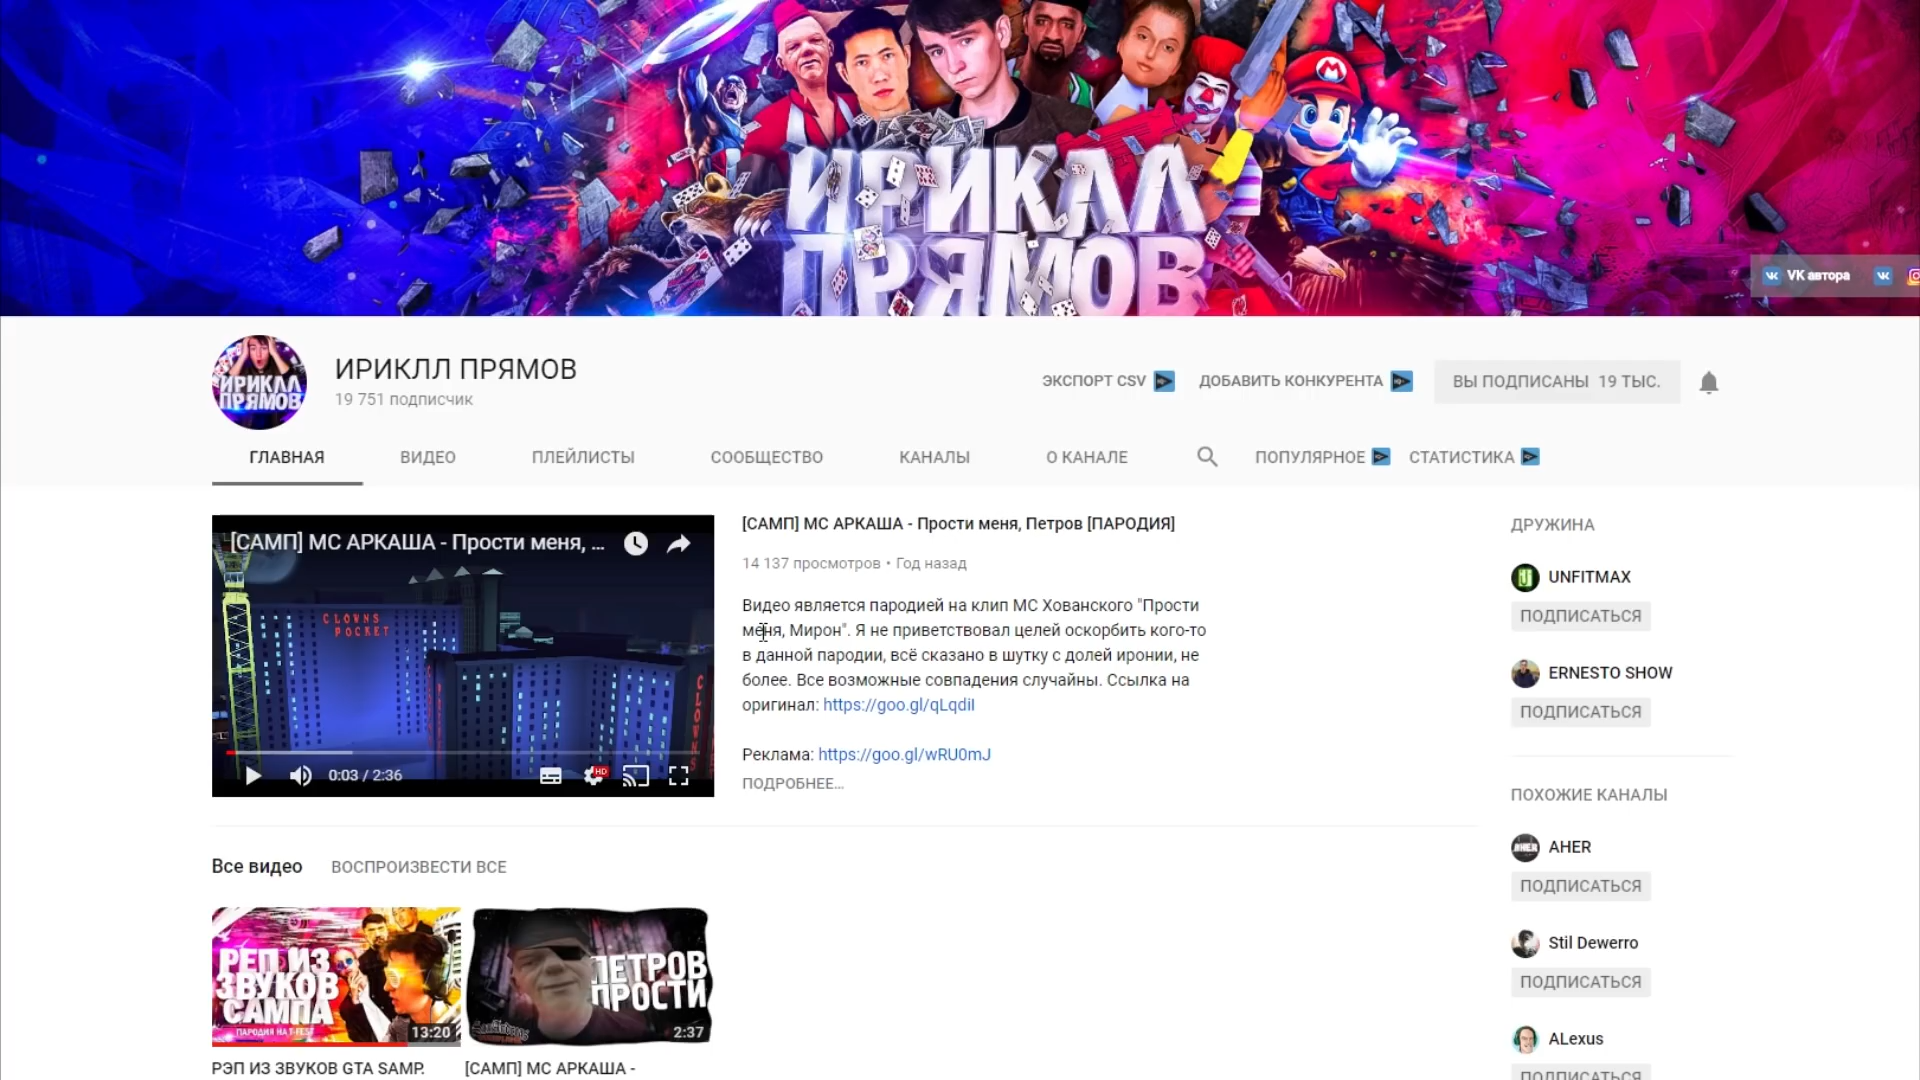 ИРИКЛЛ
ПРЯМОВ
VK автора
ИРИКЛЛ
ПРЯМОВ
ИРИКЛЛ ПРЯМОВ
19 751 подписчик
ЭКСПОРТ CSV
ДОБАВИТЬ КОНКУРЕНТА
ВЫ ПОДПИСАНЫ 19 ТЫС.
ГЛАВНАЯ
ВИДЕО
ПЛЕЙЛИСТЫ
СООБЩЕСТВО
КАНАЛЫ
О КАНАЛЕ
ПОПУЛЯРНОЕ
СТАТИСТИКА
[САМП] МС АРКАША - Прости меня, ...
CLOWNS
POCKET
0:03 / 2:36
HD
[САМП] МС АРКАША - Прости меня, Петров [ПАРОДИЯ]
14 137 просмотров • Год назад
Видео является пародией на клип МС Хованского "Прости
меня, Мирон". Я не приветствовал целей оскорбить кого-то
в данной пародии, всё сказано в шутку с долей иронии, не
более. Все возможные совпадения случайны. Ссылка на
оригинал: https://goo.gl/qLqdiI
Реклама: https://goo.gl/wRU0mJ
ПОДРОБНЕЕ...
ДРУЖИНА
UNFITMAX
ПОДПИСАТЬСЯ
ERNESTO SHOW
ПОДПИСАТЬСЯ
ПОХОЖИЕ КАНАЛЫ
AHER
ПОДПИСАТЬСЯ
Stil Dewerro
ПОДПИСАТЬСЯ
ALexus
ПОДПИСАТЬСЯ
Все видео
ВОСПРОИЗВЕСТИ ВСЕ
РЕП ИЗ
ЗВУКОВ
САМПА
ПАРОДИЯ НА T-FEST
13:20
ПЕТРОВ
ПРОСТИ
2:37
РЭП ИЗ ЗВУКОВ GTA SAMP.
[САМП] МС АРКАША -